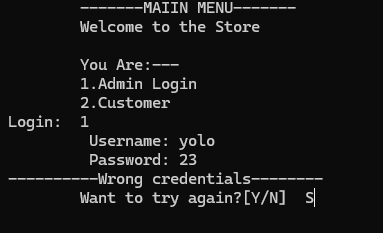 -------MAIIN MENU-------
Welcome to the Store
You Are:---
1.Admin Login
2.Customer
Login: 1
Username: yolo
Password: 23
----------Wrong credentials--------
Want to try again?[Y/N] S